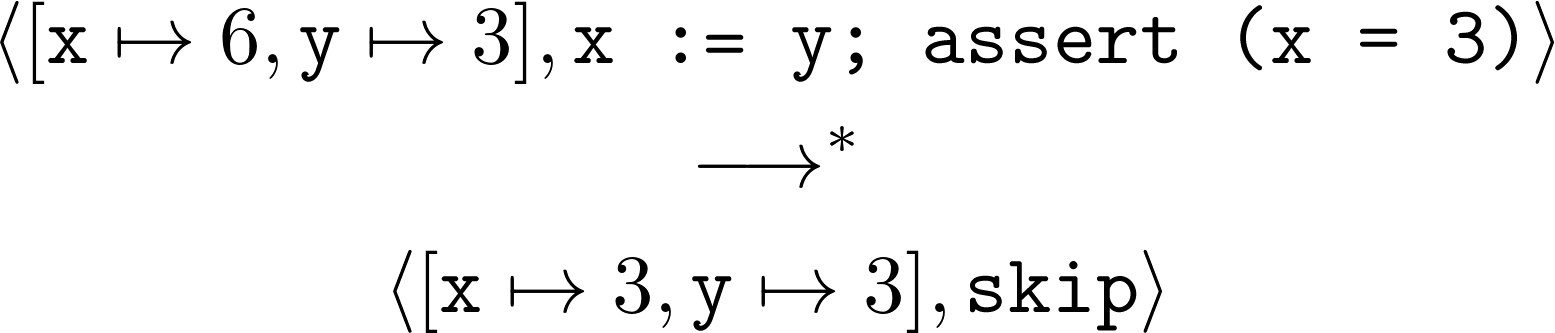 ⟨[x ↦ 6, y ↦ 3], x := y; assert (x = 3)⟩
⟶*
⟨[x ↦ 3, y ↦ 3], skip⟩